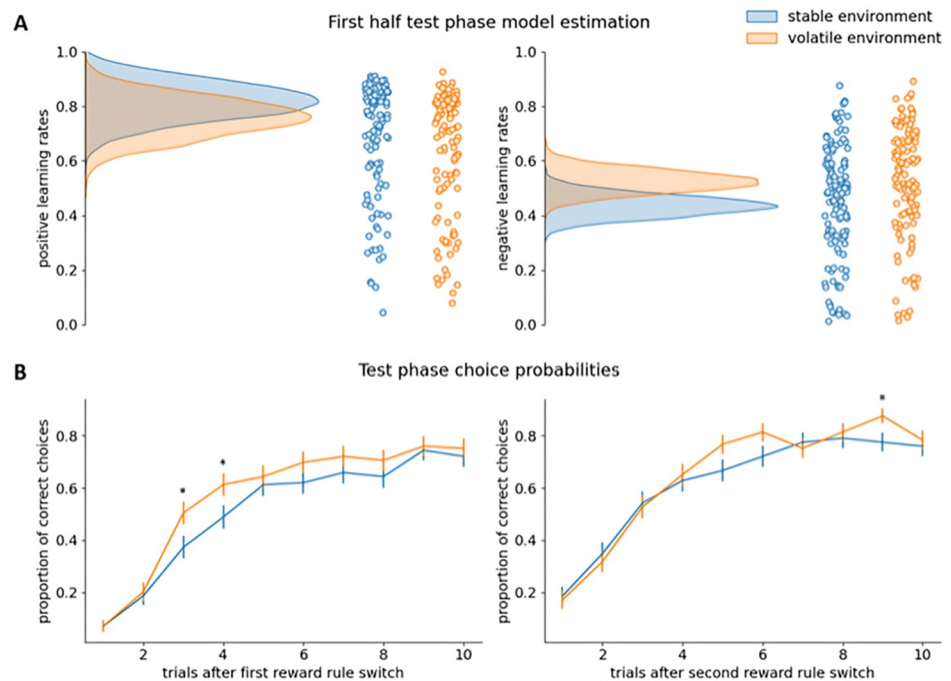 A
First half test phase model estimation
stable environment
volatile environment
positive learning rates
1.0
0.8
0.6
0.4
0.2
0.0
negative learning rates
1.0
0.8
0.6
0.4
0.2
0.0
B
Test phase choice probabilities
proportion of correct choices
0.8
0.6
0.4
0.2
*
*
2 4 6 8 10
trials after first reward rule switch
proportion of correct choices
0.8
0.6
0.4
0.2
*
2 4 6 8 10
trials after second reward rule switch